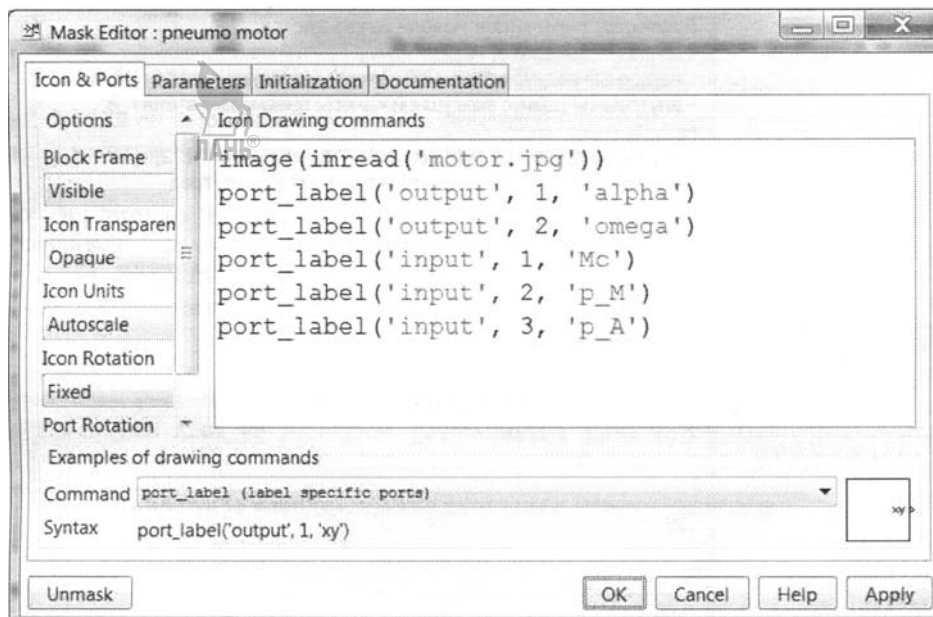 Mask Editor : pneumo motor
Icon & Ports Parameters Initialization Documentation
Options
Icon Drawing commands
ЛАНЬ®
Block Frame
Visible
Icon Transparen
Opaque
Icon Units
Autoscale
Icon Rotation
Fixed
Port Rotation
image(imread('motor.jpg'))
port_label('output', 1, 'alpha')
port_label('output', 2, 'omega')
port_label('input', 1, 'Mc')
port_label('input', 2, 'p_M')
port_label('input', 3, 'p_A')
Examples of drawing commands
Command port_label (label specific ports)
xy
Syntax port_label('output', 1, 'xy')
Unmask OK Cancel Help Apply